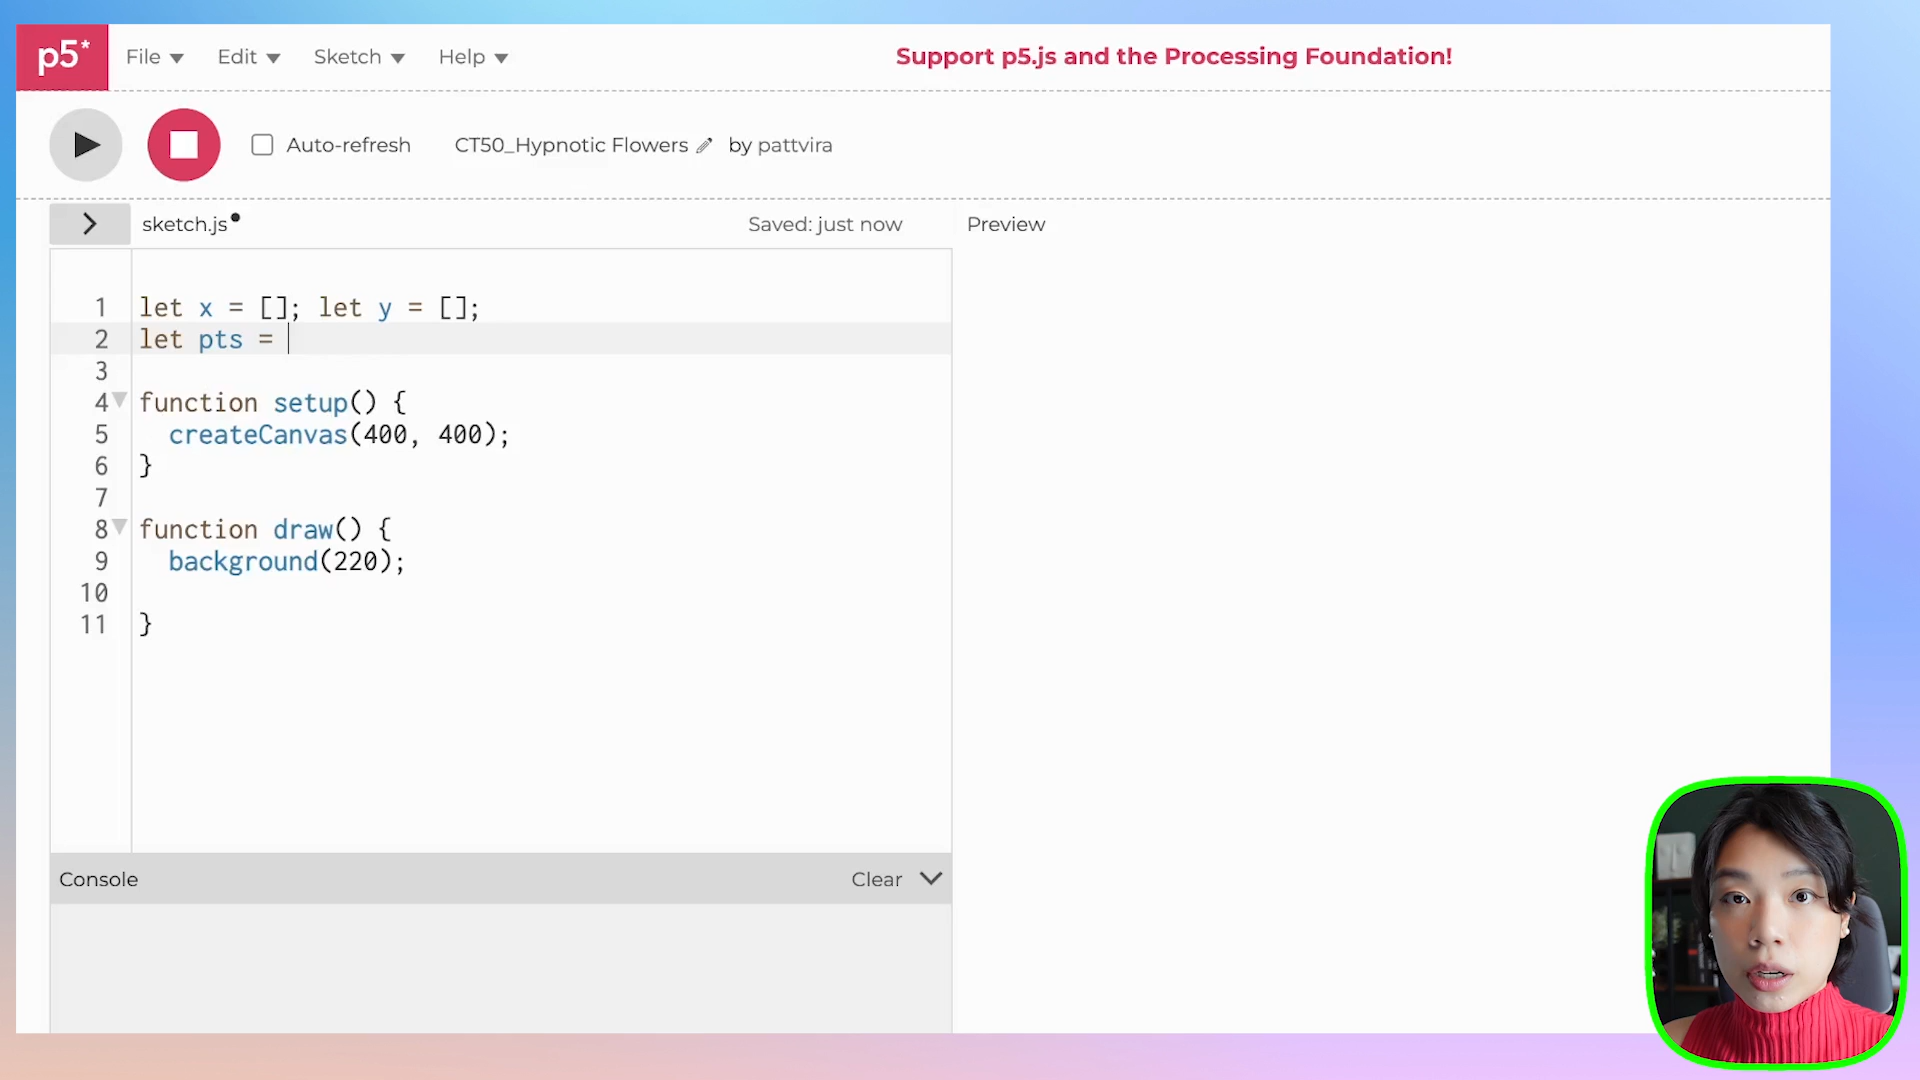 p5* File Edit Sketch Help Support p5.js and the Processing Foundation!
Auto-refresh CT50_Hypnotic Flowers by pattvira
sketch.js Saved: just now Preview
1 let x = []; let y = [];
2 let pts =
3
4 function setup() {
5 createCanvas(400, 400);
6 }
7
8 function draw() {
9 background(220);
10
11 }
Console Clear